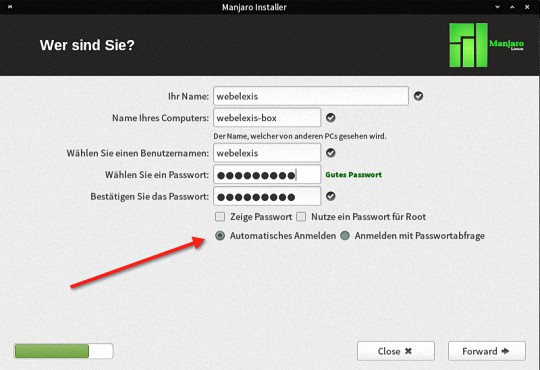 Manjaro Installer
Wer sind Sie?
Manjaro
Linux
Ihr Name: webelexis
Name Ihres Computers: webelexis-box
Der Name, welcher von anderen PCs gesehen wird.
Wählen Sie einen Benutzernamen: webelexis
Wählen Sie ein Passwort: ●●●●●●●●● Gutes Passwort
Bestätigen Sie das Passwort: ●●●●●●●●●
Zeige Passwort Nutze ein Passwort für Root
Automatisches Anmelden Anmelden mit Passwortabfrage
Close Forward